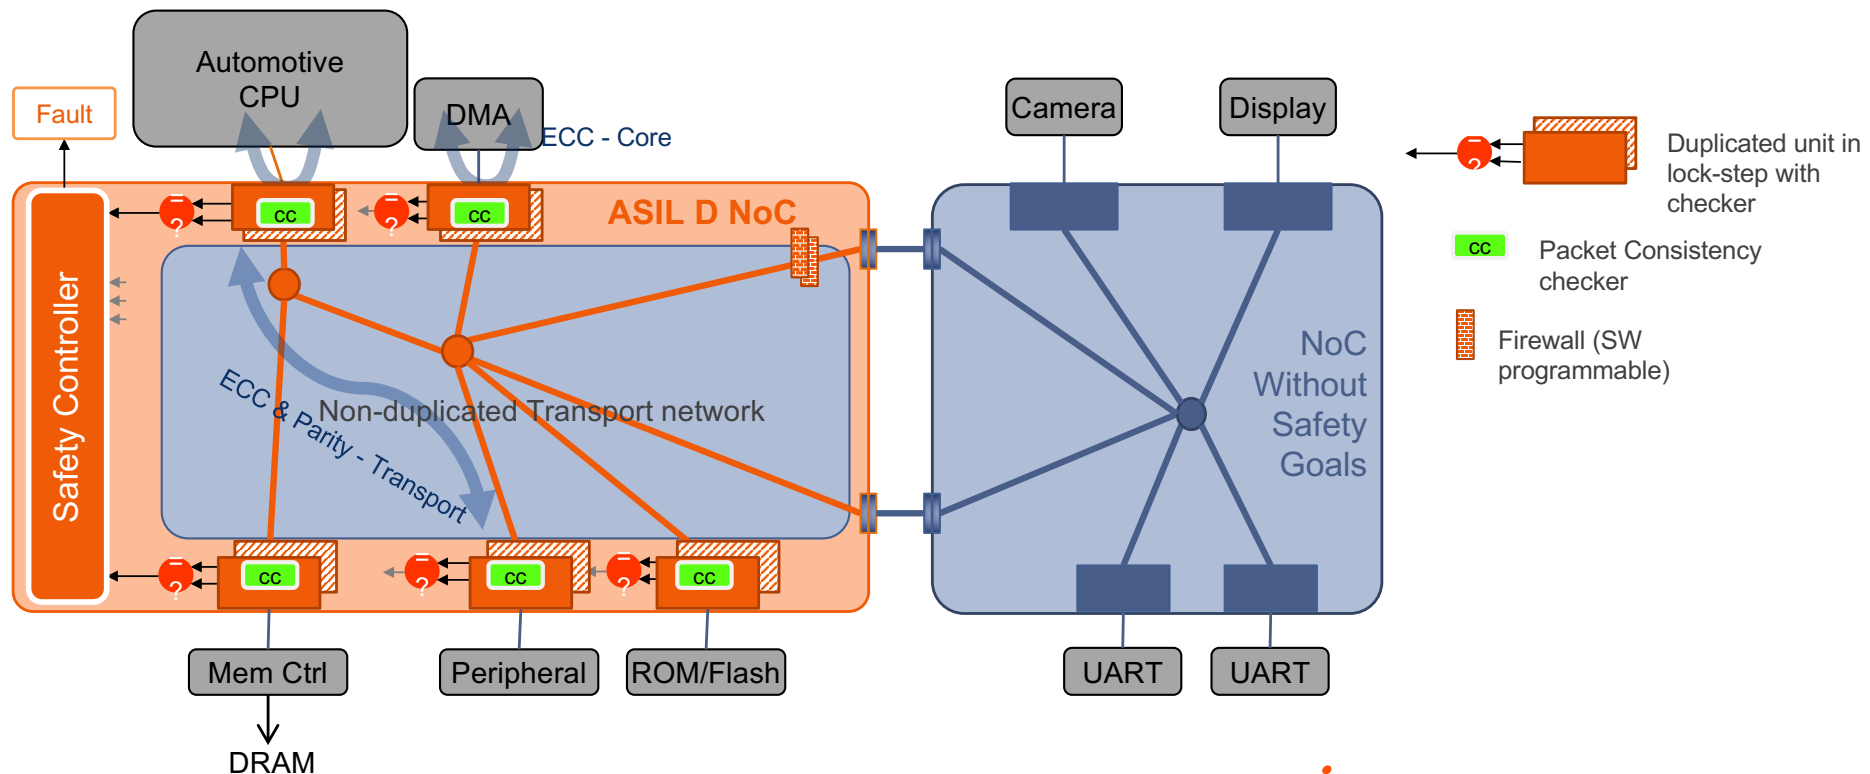 Automotive
CPU
DMA
Fault
ECC - Core
Camera
Display
=
?
Duplicated unit in
lock-step with
checker
=
?
cc
=
?
cc
ASIL D NoC
cc
Packet Consistency
checker
Safety Controller
Firewall (SW
programmable)
NoC
Without
Safety
Goals
ECC & Parity - Transport
Non-duplicated Transport network
=
?
cc
=
?
cc
=
?
cc
Mem Ctrl
Peripheral
ROM/Flash
UART
UART
DRAM